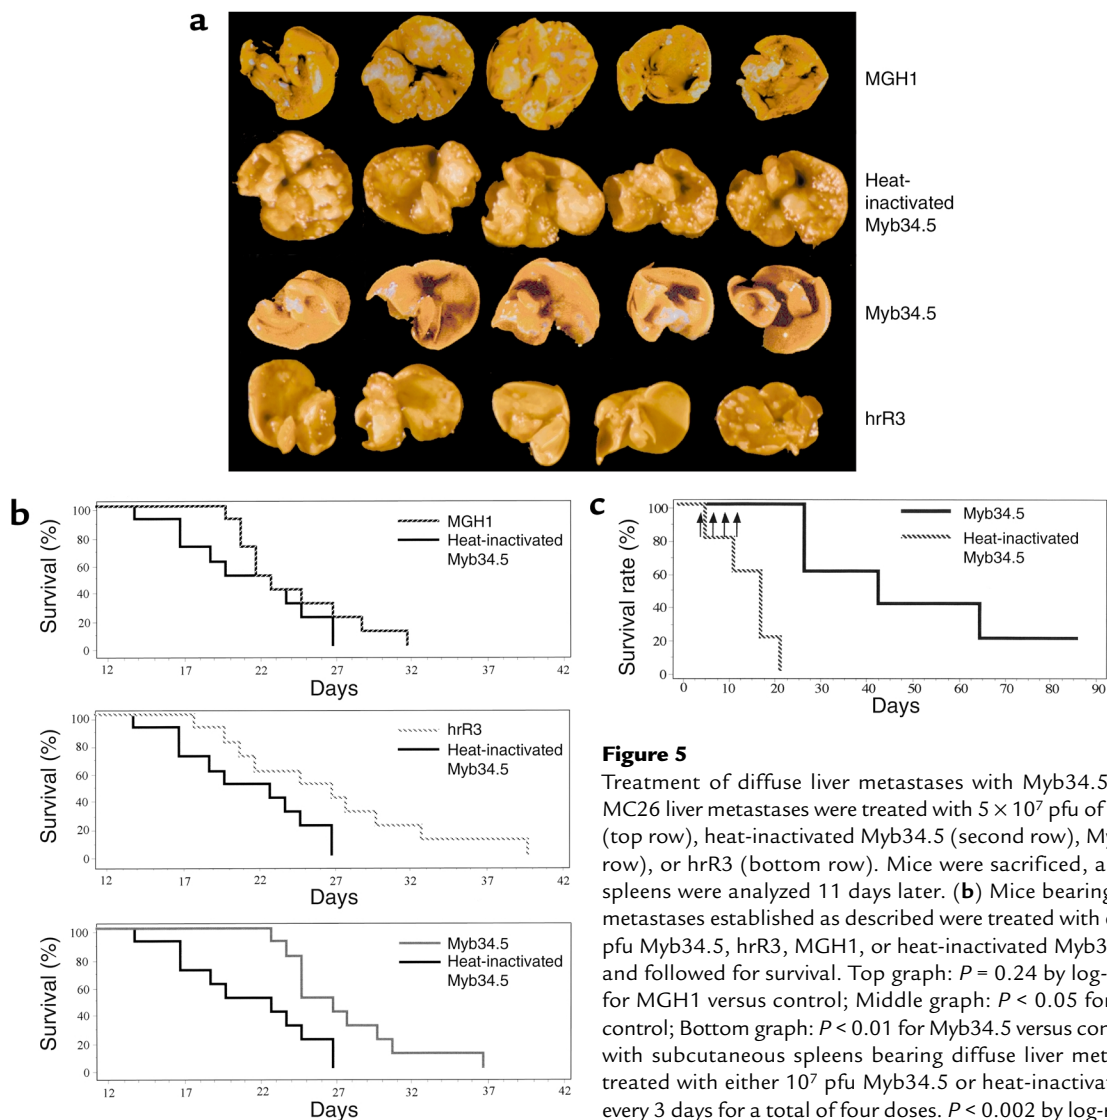 a
MGH1
Heat-
inactivated
Myb34.5
Myb34.5
hrR3
b
Survival (%)
100
80
60
40
20
0
MGH1
Heat-inactivated
Myb34.5
12 17 22 27 32 37 42
Days
Survival (%)
100
80
60
40
20
0
hrR3
Heat-inactivated
Myb34.5
12 17 22 27 32 37 42
Days
Survival (%)
100
80
60
40
20
0
Myb34.5
Heat-inactivated
Myb34.5
12 17 22 27 32 37 42
Days
c
Survival rate (%)
100
80
60
40
20
0
Myb34.5
Heat-inactivated
Myb34.5
0 10 20 30 40 50 60 70 80 90
Days
Figure 5
Treatment of diffuse liver metastases with Myb34.5
MC26 liver metastases were treated with 5 × 10⁷ pfu of
(top row), heat-inactivated Myb34.5 (second row), My
row), or hrR3 (bottom row). Mice were sacrificed, a
spleens were analyzed 11 days later. (b) Mice bearing
metastases established as described were treated with
pfu Myb34.5, hrR3, MGH1, or heat-inactivated Myb3
and followed for survival. Top graph: P = 0.24 by log-
for MGH1 versus control; Middle graph: P < 0.05 for
control; Bottom graph: P < 0.01 for Myb34.5 versus con
with subcutaneous spleens bearing diffuse liver met
treated with either 10⁷ pfu Myb34.5 or heat-inactivat
every 3 days for a total of four doses. P < 0.002 by log-r